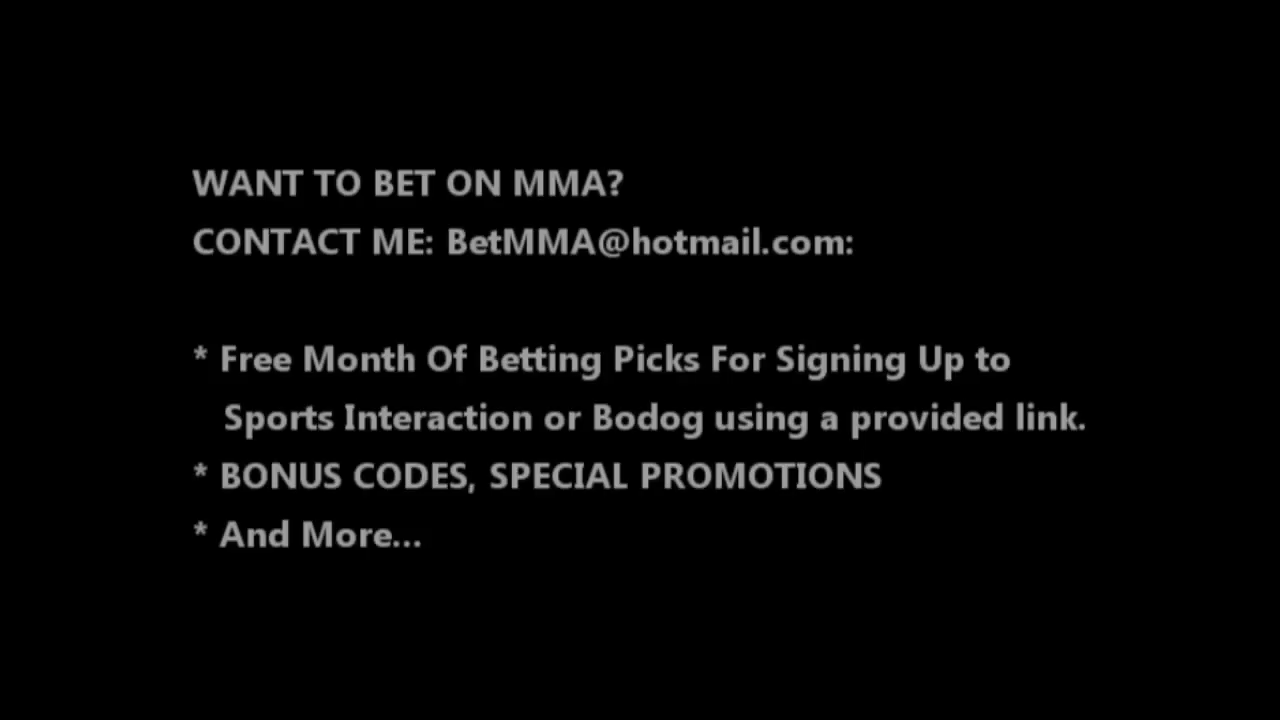 WANT TO BET ON MMA?
CONTACT ME: BetMMA@hotmail.com:
* Free Month Of Betting Picks For Signing Up to
Sports Interaction or Bodog using a provided link.
* BONUS CODES, SPECIAL PROMOTIONS
* And More...